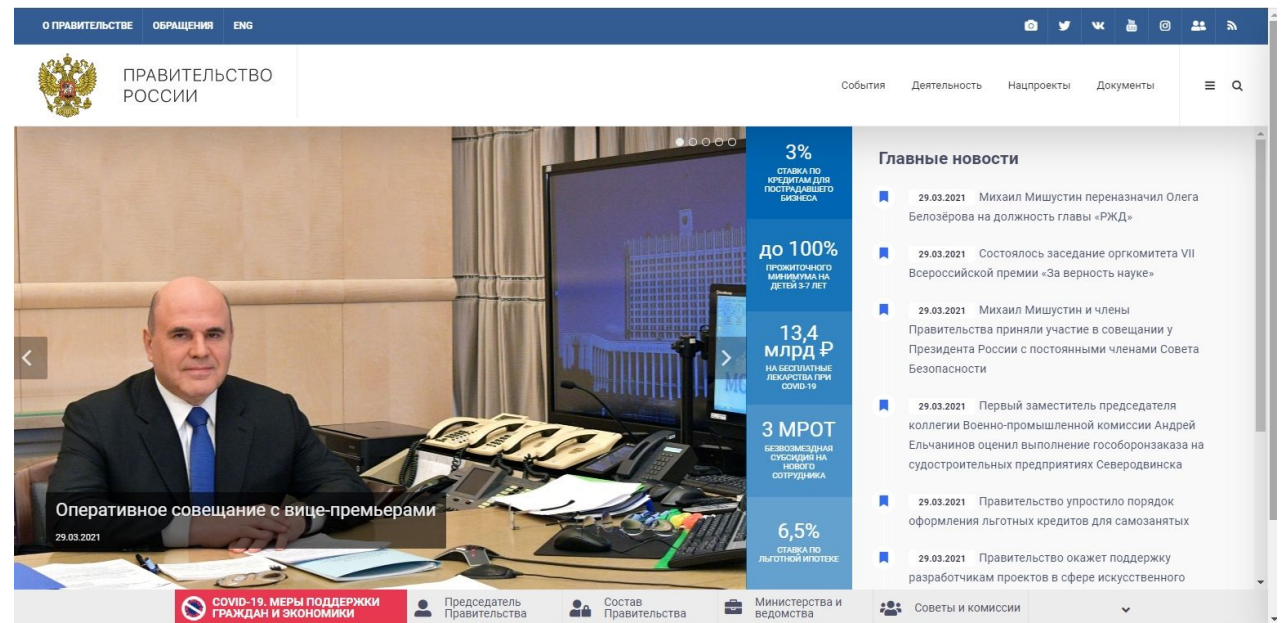 О ПРАВИТЕЛЬСТВЕ ОБРАЩЕНИЯ ENG
ПРАВИТЕЛЬСТВО
РОССИИ
События Деятельность Нацпроекты Документы
Оперативное совещание с вице-премьерами
29.03.2021
3%
СТАВКА ПО
КРЕДИТАМ ДЛЯ
ПОСТРАДАВШЕГО
БИЗНЕСА
до 100%
ПРОЖИТОЧНОГО
МИНИМУМА НА
ДЕТЕЙ 3-7 ЛЕТ
13,4
млрд ₽
НА БЕСПЛАТНЫЕ
ЛЕКАРСТВА ПРИ
COVID-19
3 МРОТ
БЕЗВОЗМЕЗДНАЯ
СУБСИДИЯ НА
НОВОГО
СОТРУДНИКА
6,5%
СТАВКА ПО
ЛЬГОТНОЙ ИПОТЕКЕ
Главные новости
29.03.2021 Михаил Мишустин переназначил Олега
Белозёрова на должность главы «РЖД»
29.03.2021 Состоялось заседание оргкомитета VII
Всероссийской премии «За верность науке»
29.03.2021 Михаил Мишустин и члены
Правительства приняли участие в совещании у
Президента России с постоянными членами Совета
Безопасности
29.03.2021 Первый заместитель председателя
коллегии Военно-промышленной комиссии Андрей
Ельчанинов оценил выполнение гособоронзаказа на
судостроительных предприятиях Северодвинска
29.03.2021 Правительство упростило порядок
оформления льготных кредитов для самозанятых
29.03.2021 Правительство окажет поддержку
разработчикам проектов в сфере искусственного
COVID-19. МЕРЫ ПОДДЕРЖКИ
ГРАЖДАН И ЭКОНОМИКИ
Председатель
Правительства
Состав
Правительства
Министерства и
ведомства
Советы и комиссии